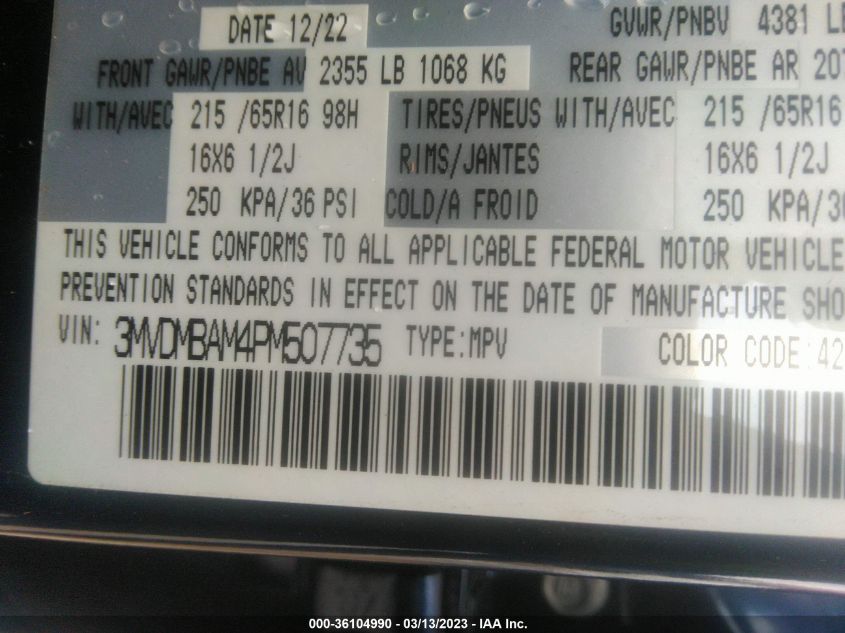 DATE 12/22 GVWR/PNBV 4381 LB
FRONT GAWR/PNBE AV 2355 LB 1068 KG REAR GAWR/PNBE AR 207
WITH/AVEC 215 /65R16 98H TIRES/PNEUS WITH/AVEC 215 /65R16
16X6 1/2J RIMS/JANTES 16X6 1/2J
250 KPA/36 PSI COLD/A FROID 250 KPA/36
THIS VEHICLE CONFORMS TO ALL APPLICABLE FEDERAL MOTOR VEHICLE
PREVENTION STANDARDS IN EFFECT ON THE DATE OF MANUFACTURE SHO
VIN: 3MVDMBAM4PM507735 TYPE:MPV COLOR CODE:42
000-36104990 - 03/13/2023 - IAA Inc.